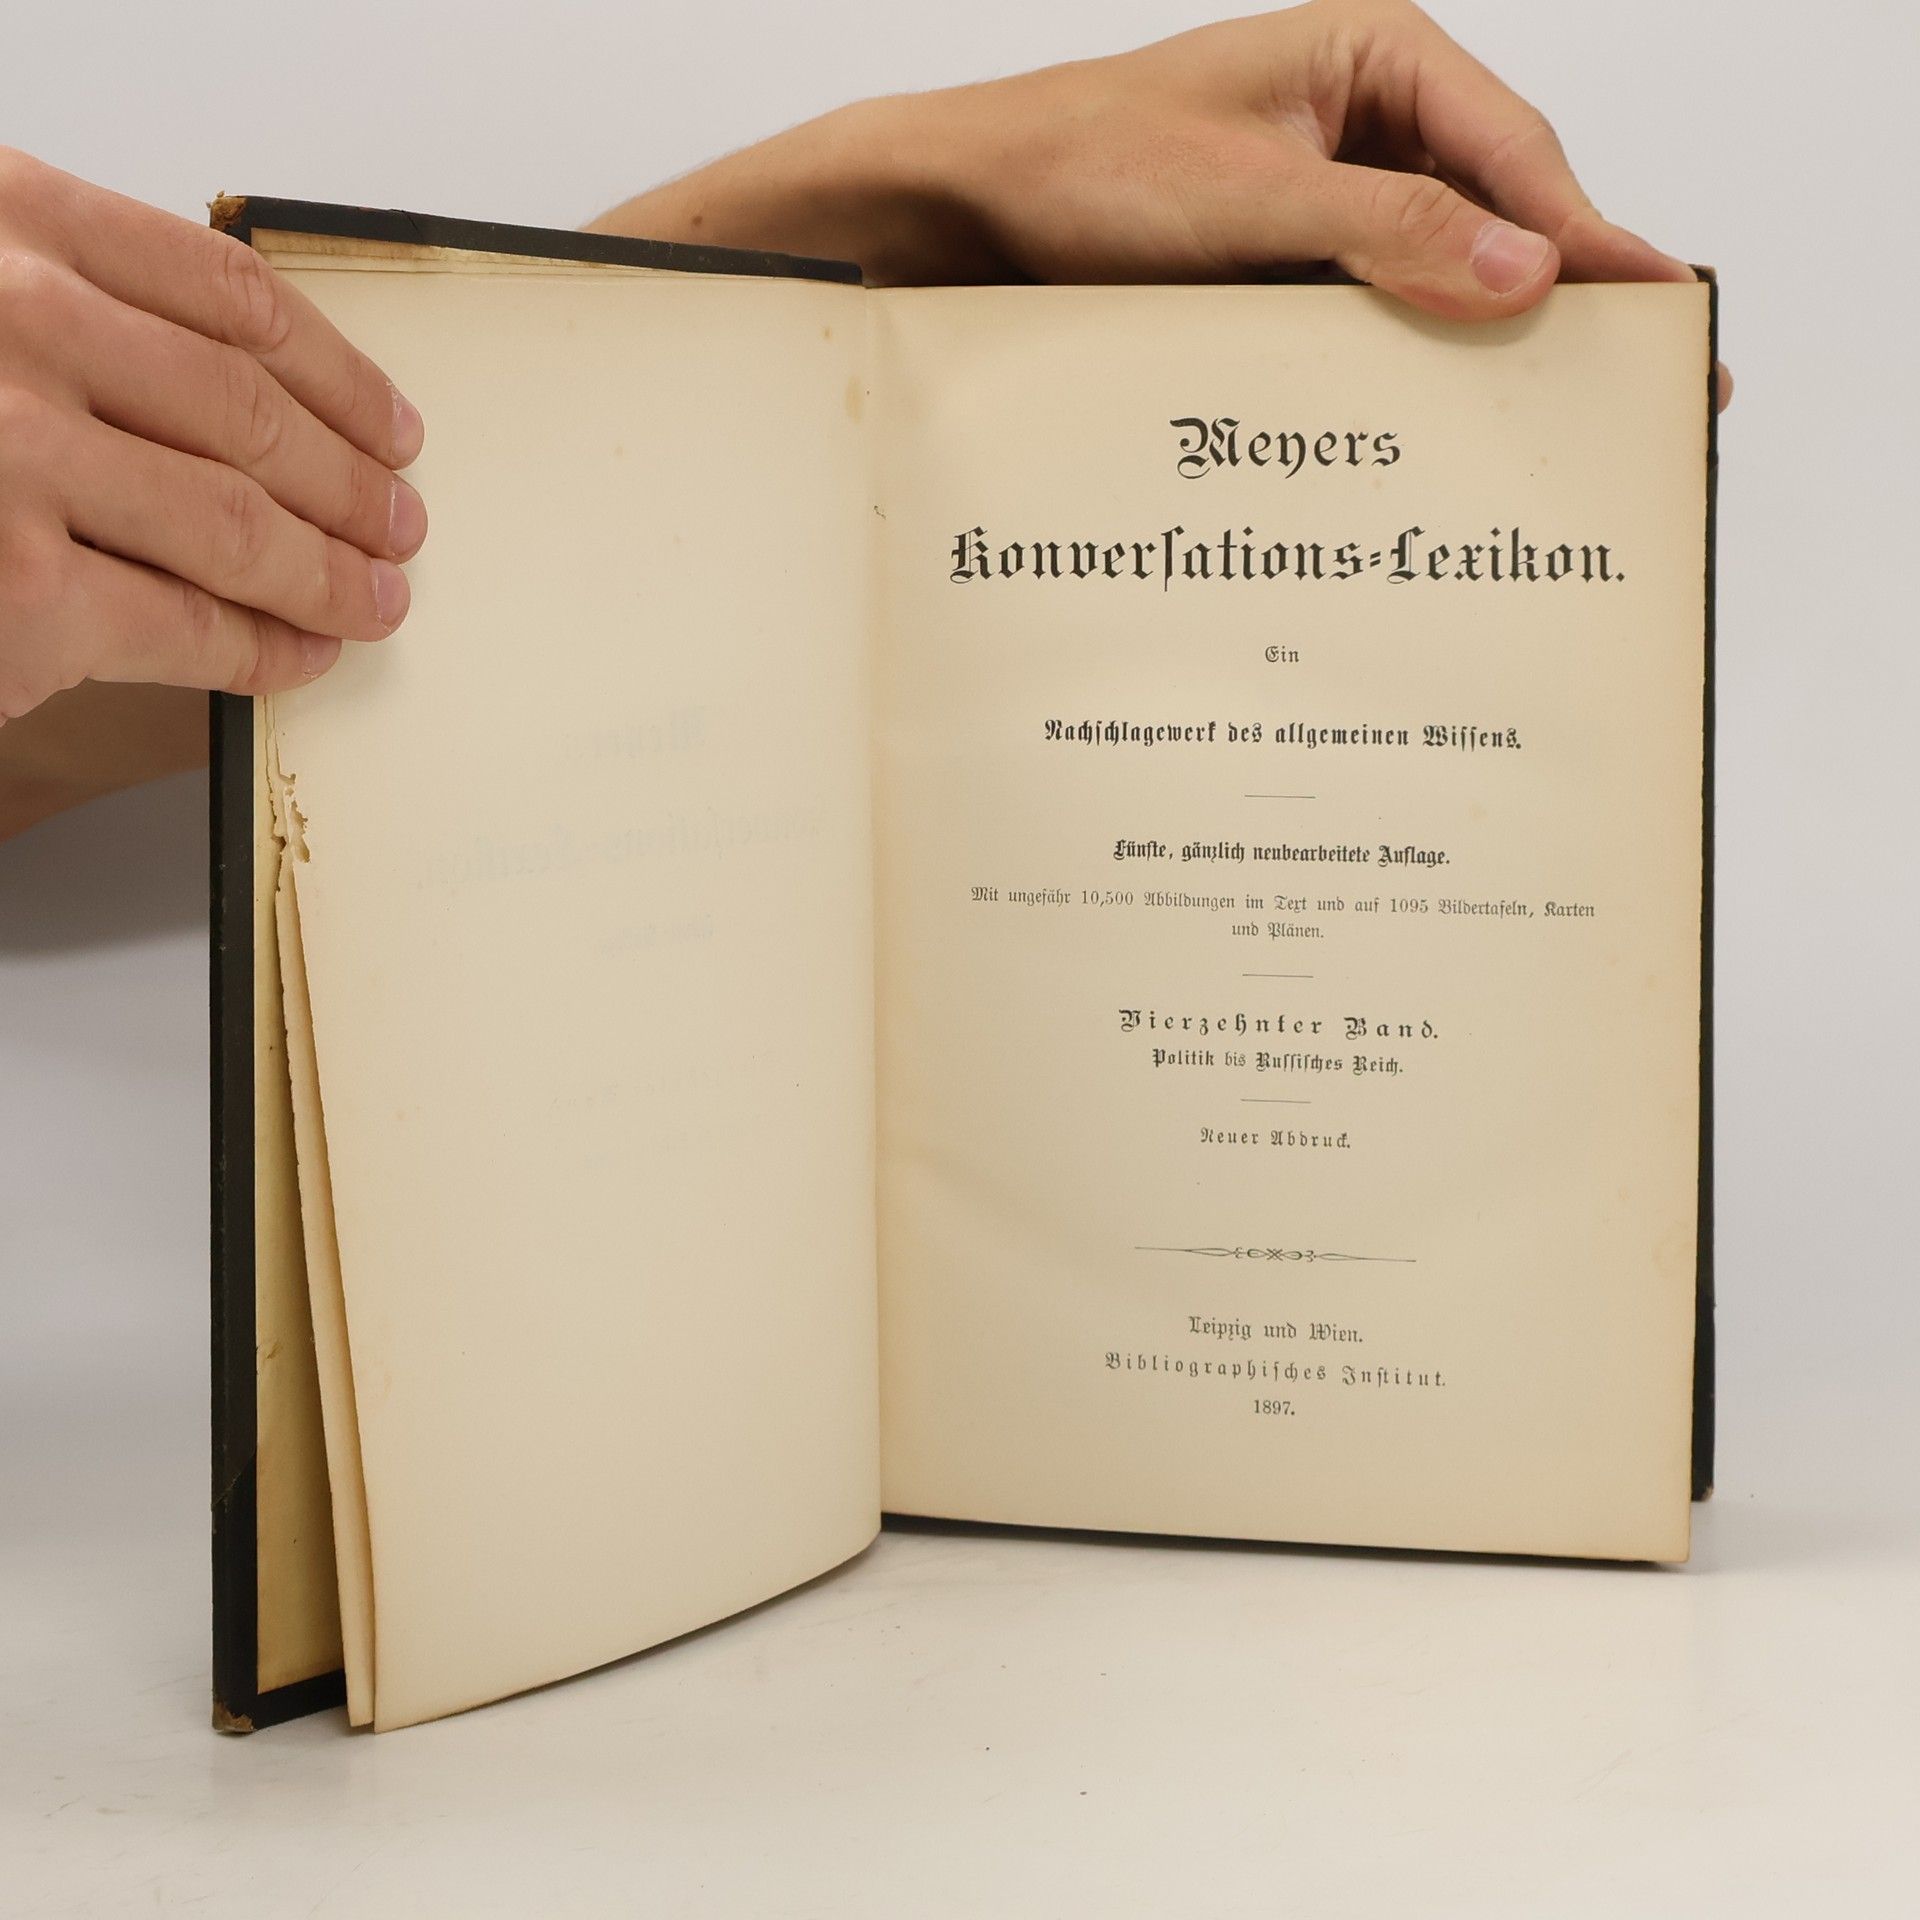 Meyers
Konverſations-Lexikon.
Ein
Nachſchlagewerk des allgemeinen Wiſſens.
Fünfte, gänzlich neubearbeitete Auflage.
Mit ungefähr 10,500 Abbildungen im Text und auf 1095 Bildertafeln, Karten
und Plänen.
Vierzehnter Band.
Politik bis Ruſſiſches Reich.
Neuer Abdruck.
Leipzig und Wien.
Bibliographiſches Inſtitut.
1897.